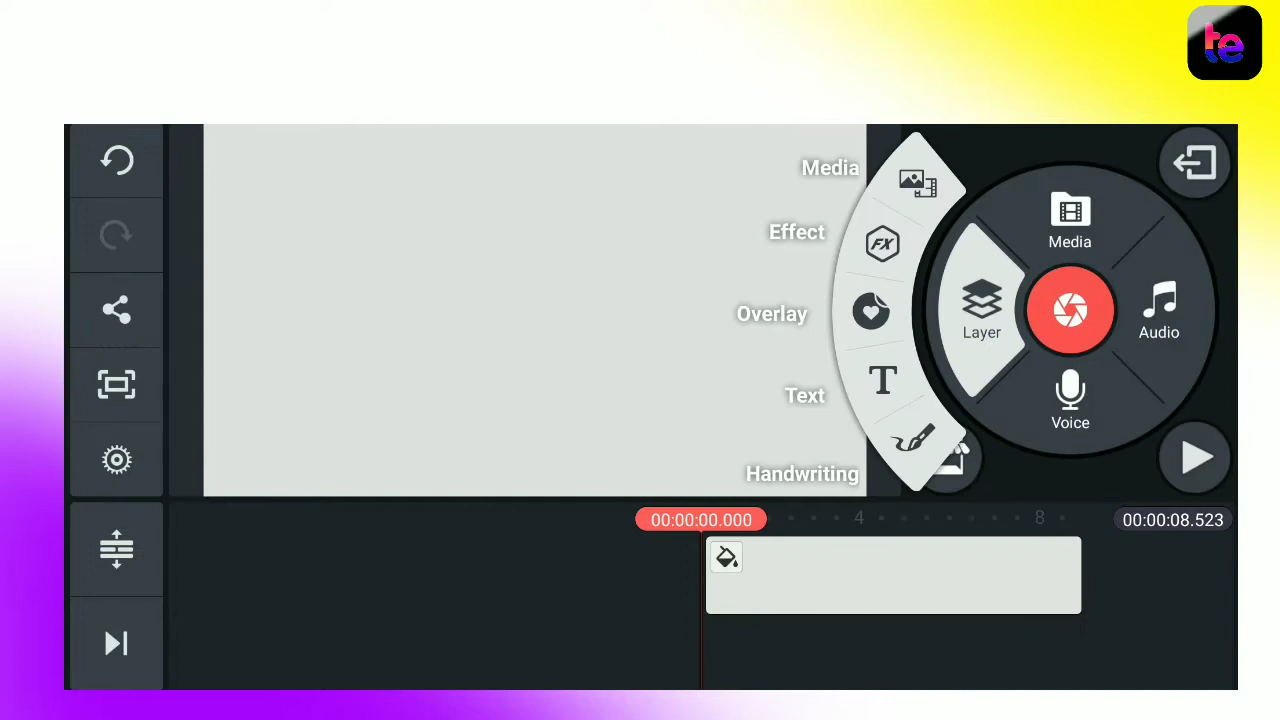 te
Media
Effect
FX
Overlay
Text
T
Handwriting
Media
Layer
Audio
Voice
00:00:00.000
4
8
00:00:08.523